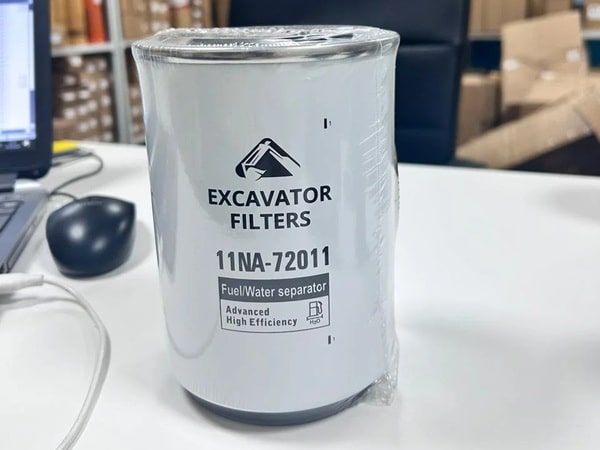 EXCAVATOR
FILTERS
11NA-72011
Fuel/Water separator
Advanced
High Efficiency
H₂O